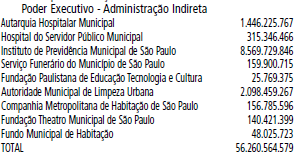 Poder Executivo - Administração Indireta
Autarquia Hospitalar Municipal 1.446.225.767
Hospital do Servidor Público Municipal 315.346.466
Instituto de Previdência Municipal de São Paulo 8.569.729.846
Serviço Funerário do Município de São Paulo 159.900.715
Fundação Paulistana de Educação Tecnologia e Cultura 25.769.375
Autoridade Municipal de Limpeza Urbana 2.098.459.267
Companhia Metropolitana de Habitação de São Paulo 156.785.596
Fundação Theatro Municipal de São Paulo 140.421.399
Fundo Municipal de Habitação 48.025.723
TOTAL 56.260.564.579